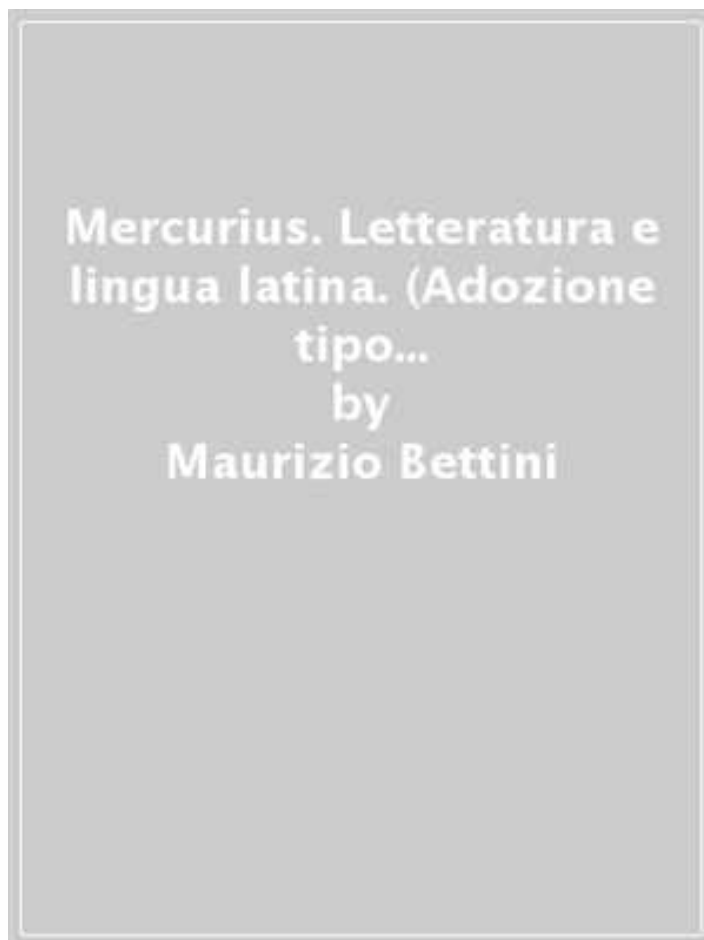 Mercurius. Letteratura e
lingua latina. (Adozione
tipo...
by
Maurizio Bettini